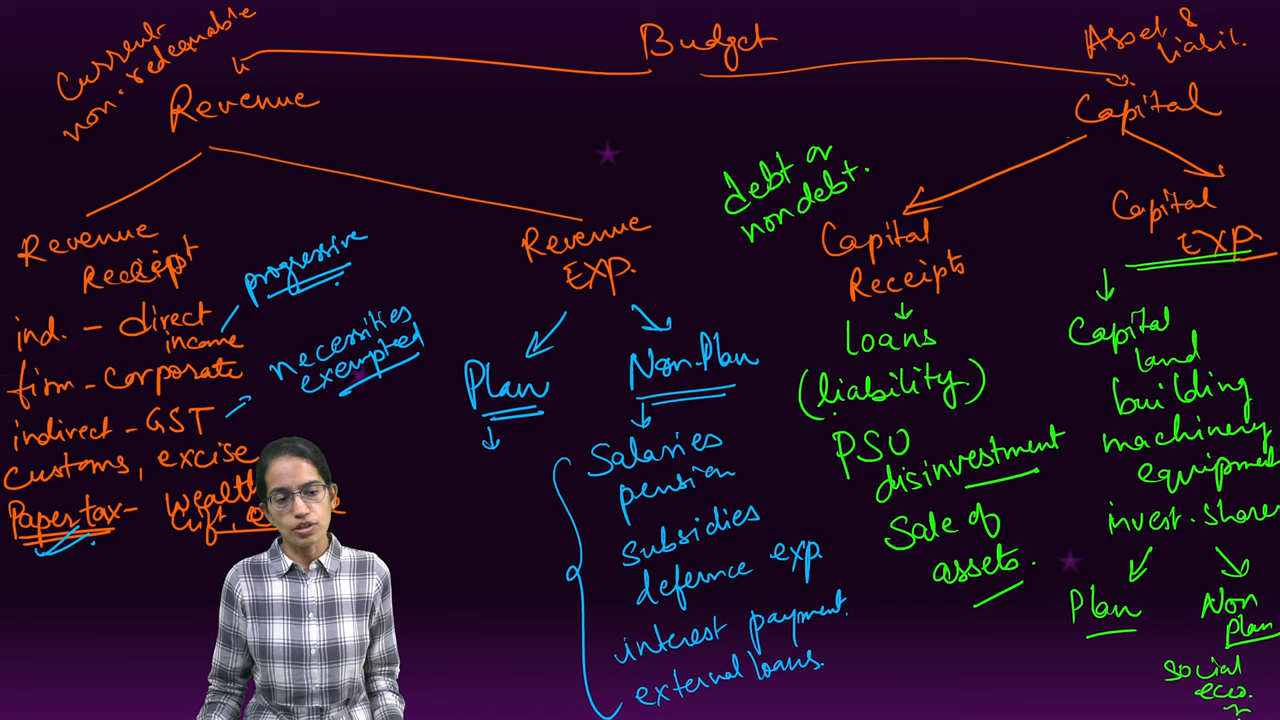 Budget
Current
non-redeemable
Revenue
Asset &
liabil.
Capital
Revenue
Receipt
progressive
ind. - direct
income
firm - corporate
necessities
exempted
indirect - GST
Customs, excise
Paper tax - Wealth
Gift,
Revenue
EXP.
Plan
Non-Plan
Salaries
pension
Subsidies
defernce exp.
interest payment.
external loans.
debt or
nondebt.
Capital
Receipts
loans
(liability)
PSU
disinvestment
Sale of
assets.
Capital
EXP.
Capital
land
building
machinery
equipment
invest. shares
Plan
Non
Plan
Social
eco.